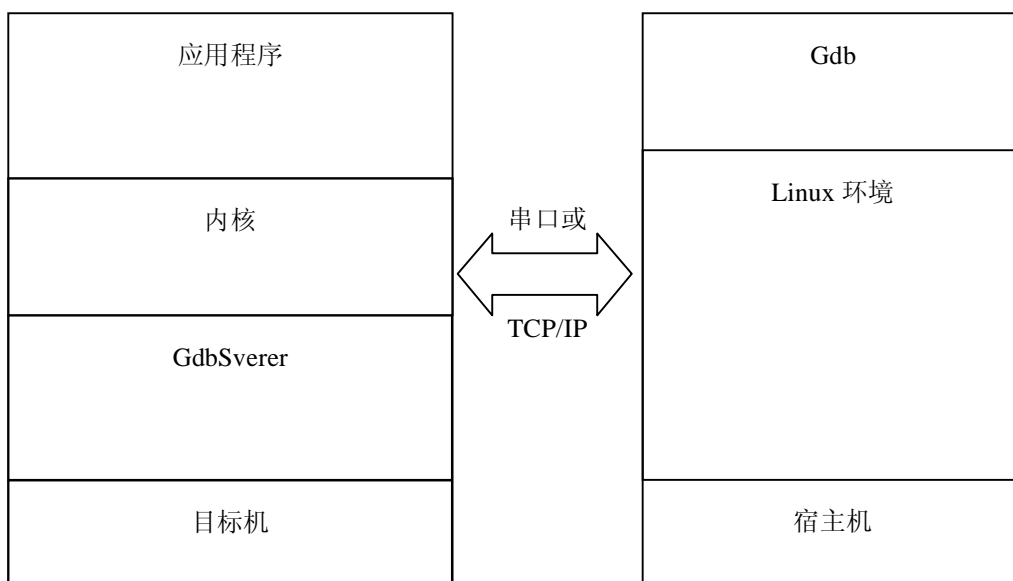 应用程序
内核
GdbSverer
目标机
串口或
TCP/IP
Gdb
Linux 环境
宿主机